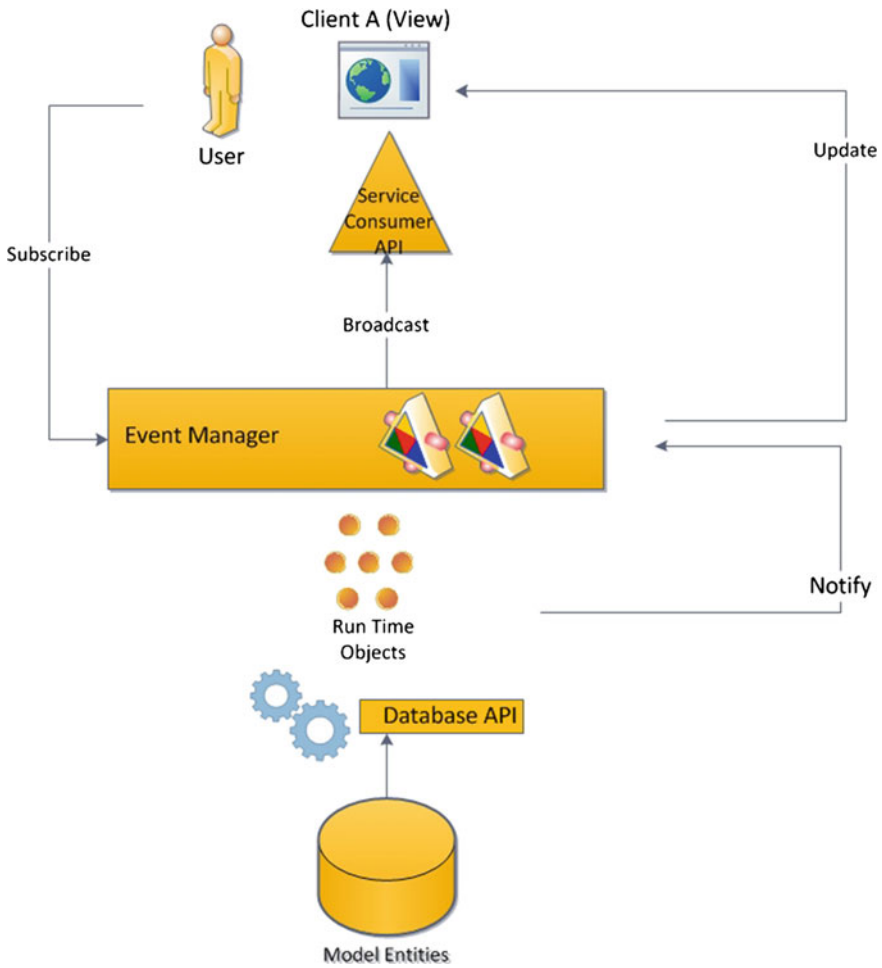 Client A (View)
User
Update
Service
Consumer
API
Subscribe
Broadcast
Event Manager
Notify
Run Time
Objects
Database API
Model Entities